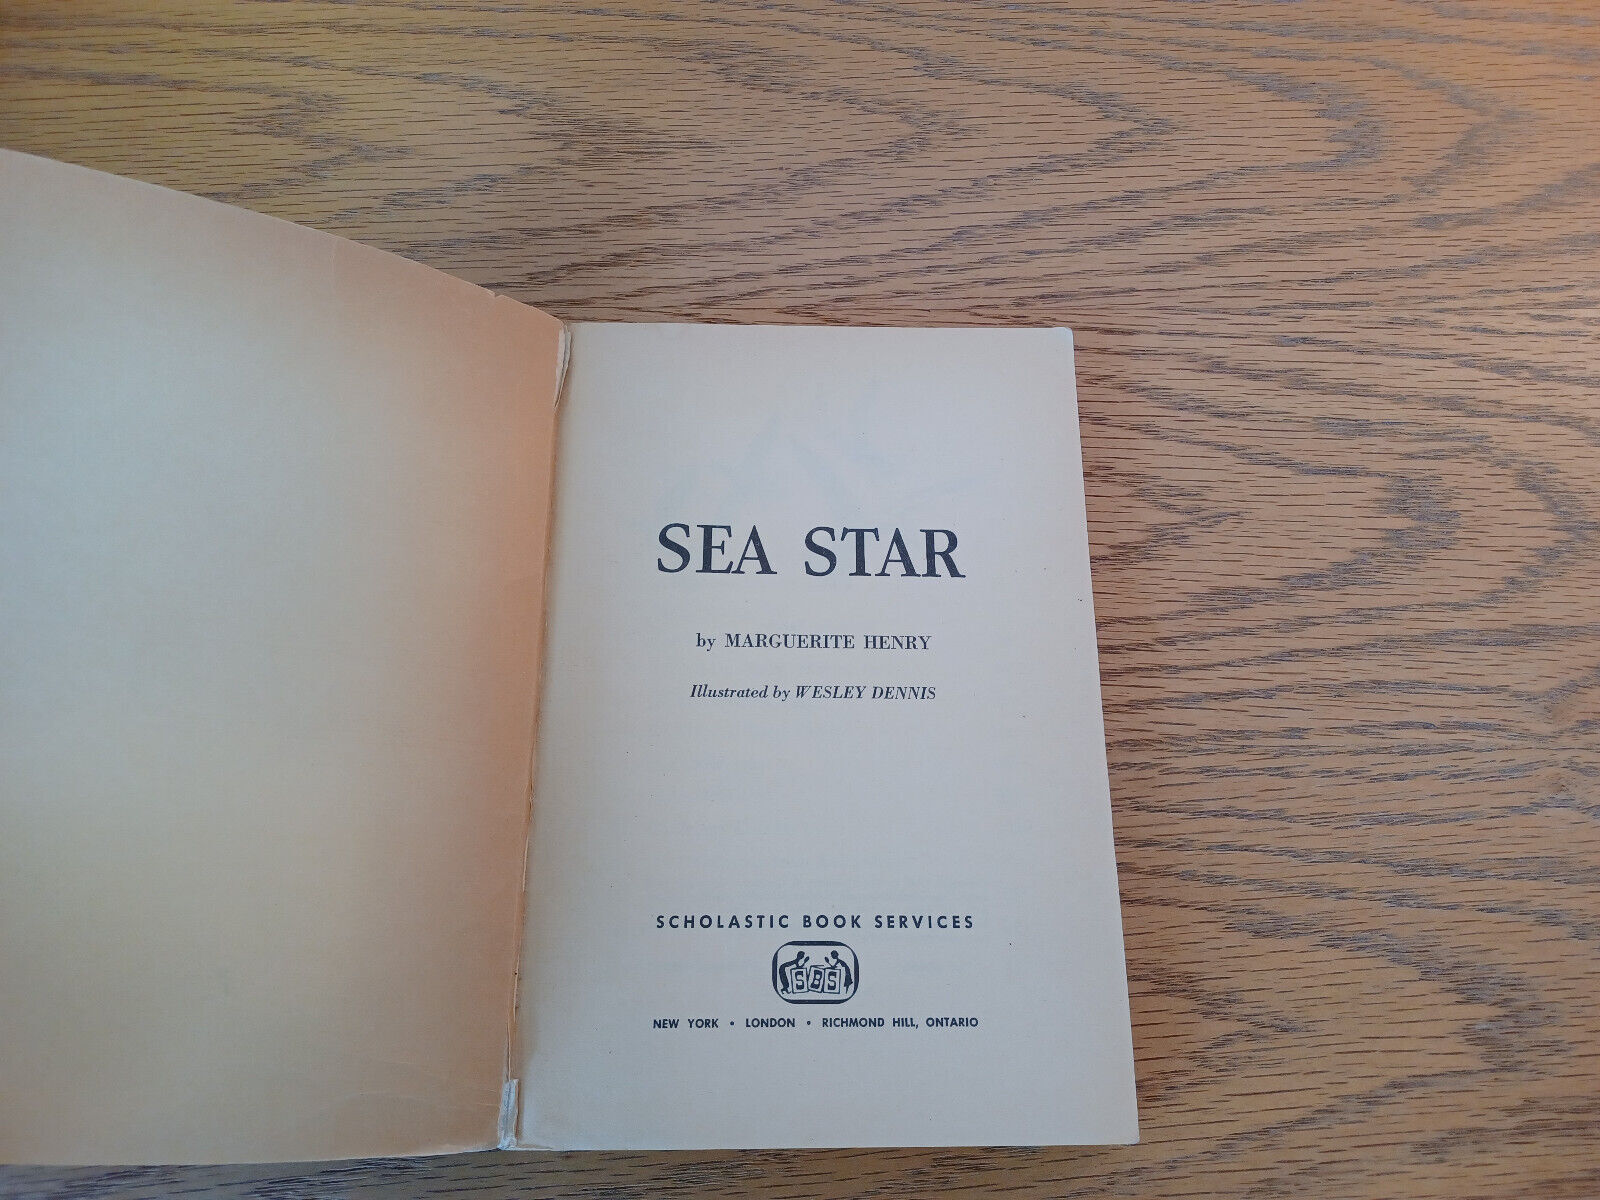 SEA STAR
by MARGUERITE HENRY
Illustrated by WESLEY DENNIS
SCHOLASTIC BOOK SERVICES
SBS
NEW YORK • LONDON • RICHMOND HILL, ONTARIO